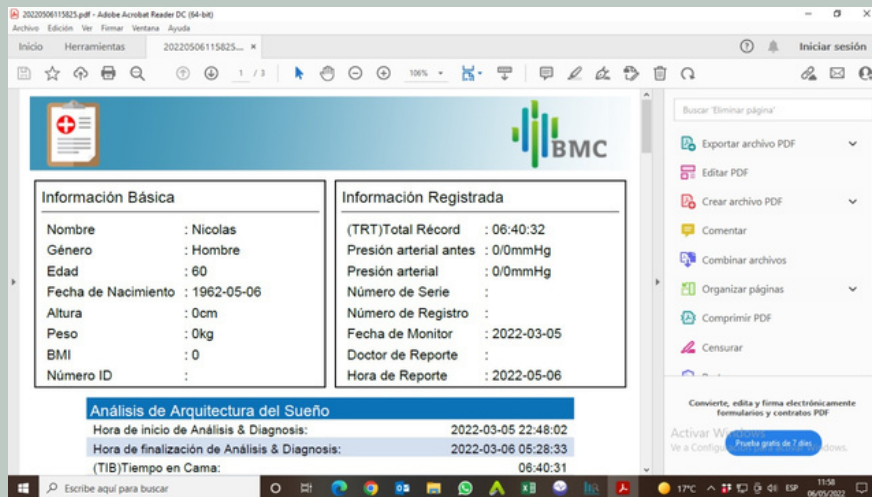 20220506115825.pdf - Adobe Acrobat Reader DC (64-bit)
Archivo Edición Ver Firmar Ventana Ayuda
Inicio Herramientas 20220506115825... Iniciar sesión
1 / 3 106%
BMC
Información Básica
Nombre : Nicolas
Género : Hombre
Edad : 60
Fecha de Nacimiento : 1962-05-06
Altura : 0cm
Peso : 0kg
BMI : 0
Número ID :
Información Registrada
(TRT)Total Récord : 06:40:32
Presión arterial antes : 0/0mmHg
Presión arterial : 0/0mmHg
Número de Serie :
Número de Registro :
Fecha de Monitor : 2022-03-05
Doctor de Reporte :
Hora de Reporte : 2022-05-06
Análisis de Arquitectura del Sueño
Hora de inicio de Análisis & Diagnosis: 2022-03-05 22:48:02
Hora de finalización de Análisis & Diagnosis: 2022-03-06 05:28:33
(TIB)Tiempo en Cama: 06:40:31
Buscar 'Eliminar página'
Exportar archivo PDF
Editar PDF
Crear archivo PDF
Comentar
Combinar archivos
Organizar páginas
Comprimir PDF
Censurar
Convierte, edita y firma electrónicamente
formularios y contratos PDF
Activar Windows
Prueba gratis de 7 días
Escribe aquí para buscar
17°C ESP 11:58
06/05/2022